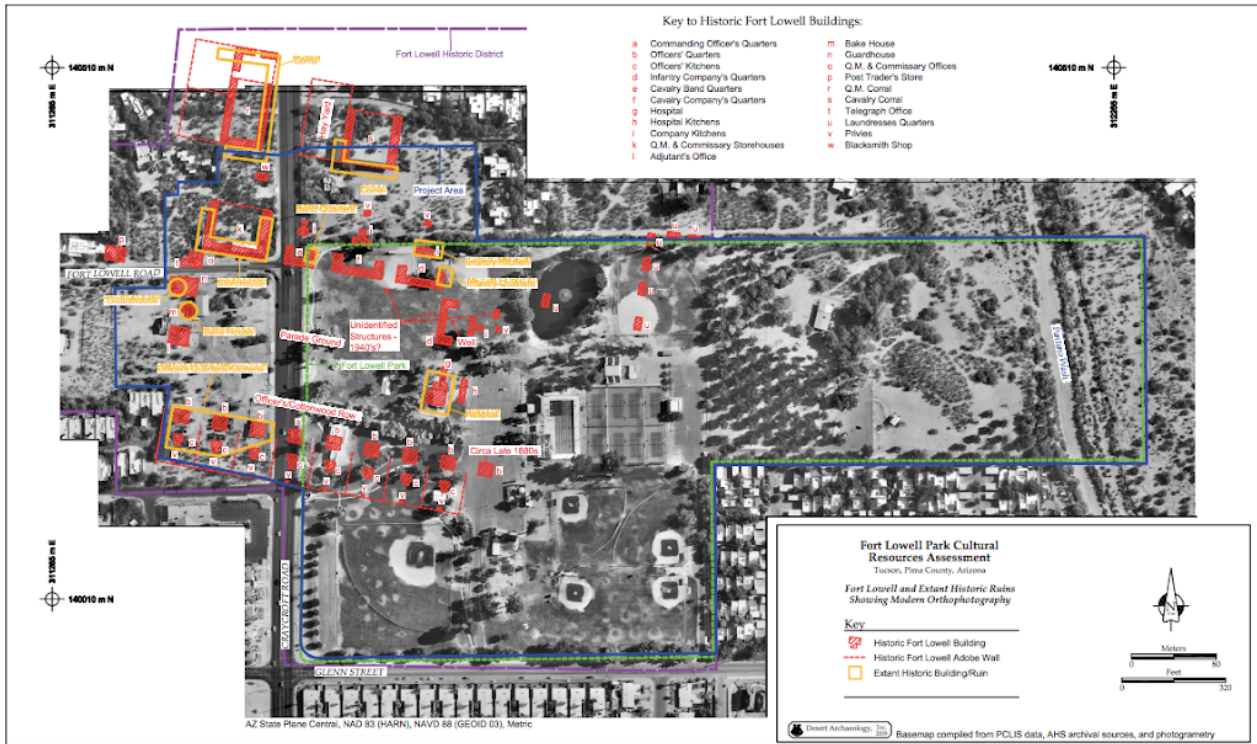 Key to Historic Fort Lowell Buildings:
a Commanding Officer's Quarters
b Officers' Quarters
c Officers' Kitchens
d Infantry Company's Quarters
e Cavalry Band Quarters
f Cavalry Company's Quarters
g Hospital
h Hospital Kitchens
i Company Kitchens
k Q.M. & Commissary Storehouses
l Adjutant's Office
m Bake House
n Guardhouse
o Q.M. & Commissary Offices
p Post Trader's Store
r Q.M. Corral
s Cavalry Corral
t Telegraph Office
u Laundresses Quarters
v Privies
w Blacksmith Shop
Fort Lowell Historic District
140510 m N
311265 m E
140510 m N
312265 m E
Hay Yard
Project Area
FORT LOWELL ROAD
Unidentified
Structures -
1940's?
Well
Parade Ground
Fort Lowell Park
Officer's/Cottonwood Row
Circa Late 1880s
Pantano Wash
CRAYCROFT ROAD
GLENN STREET
311265 m E
140010 m N
Fort Lowell Park Cultural
Resources Assessment
Tucson, Pima County, Arizona
Fort Lowell and Extant Historic Ruins
Showing Modern Orthophotography
Key
Historic Fort Lowell Building
Historic Fort Lowell Adobe Wall
Extant Historic Building/Ruin
N
Meters
0 60
Feet
0 320
AZ State Plane Central, NAD 83 (HARN), NAVD 88 (GEOID 03), Metric
Desert Archaeology, Inc.
Basemap compiled from PCLIS data, AHS archival sources, and photogrametry